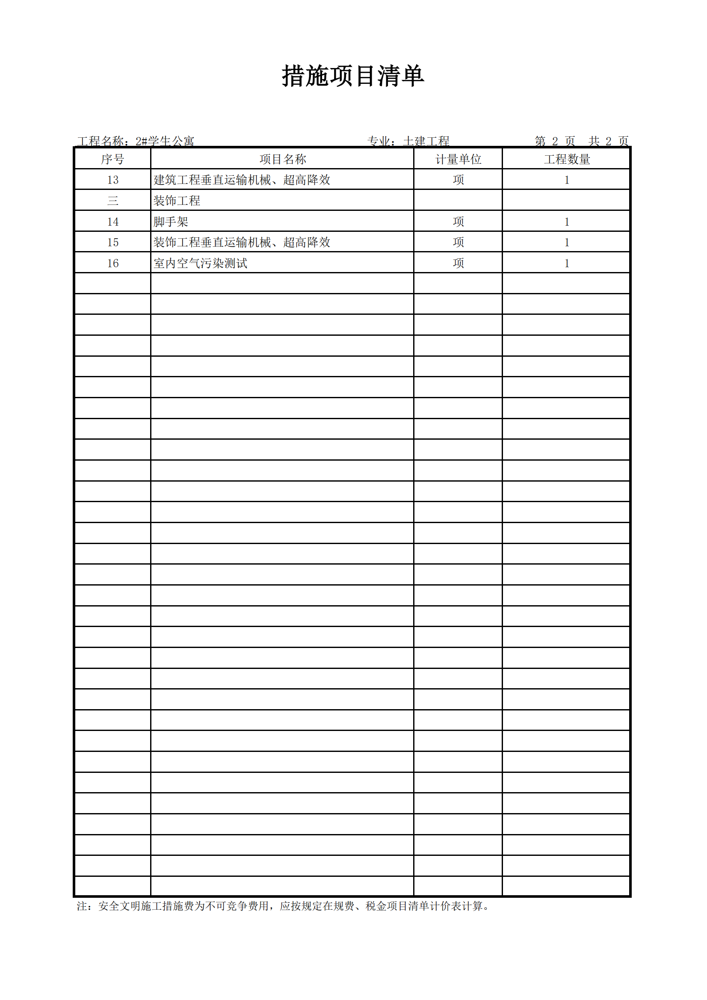 措施项目清单
工程名称：2#学生公寓 专业：土建工程 第 2 页 共 2 页
序号 项目名称 计量单位 工程数量
13 建筑工程垂直运输机械、超高降效 项 1
三 装饰工程
14 脚手架 项 1
15 装饰工程垂直运输机械、超高降效 项 1
16 室内空气污染测试 项 1
注：安全文明施工措施费为不可竞争费用，应按规定在规费、税金项目清单计价表计算。